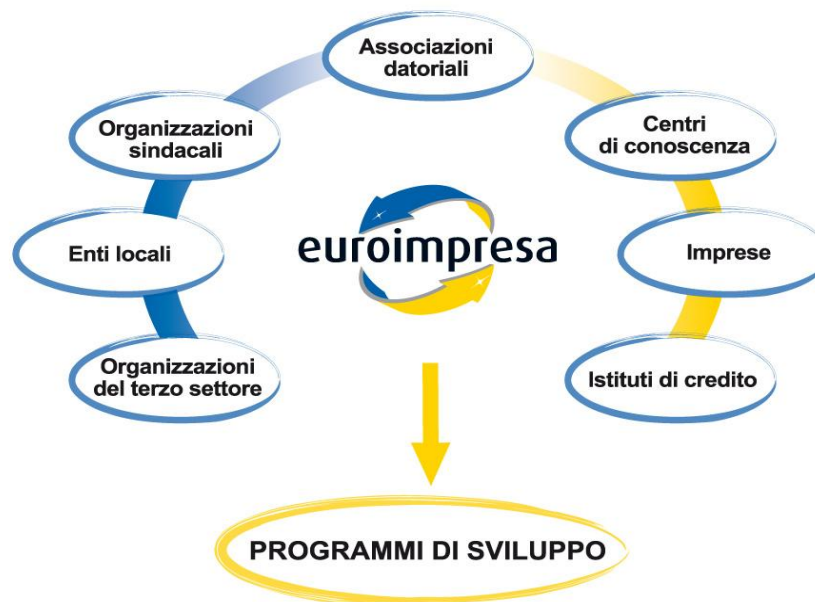 Associazioni
datoriali
Organizzazioni
sindacali
Centri
di conoscenza
Enti locali
euroimpresa
Imprese
Organizzazioni
del terzo settore
Istituti di credito
PROGRAMMI DI SVILUPPO